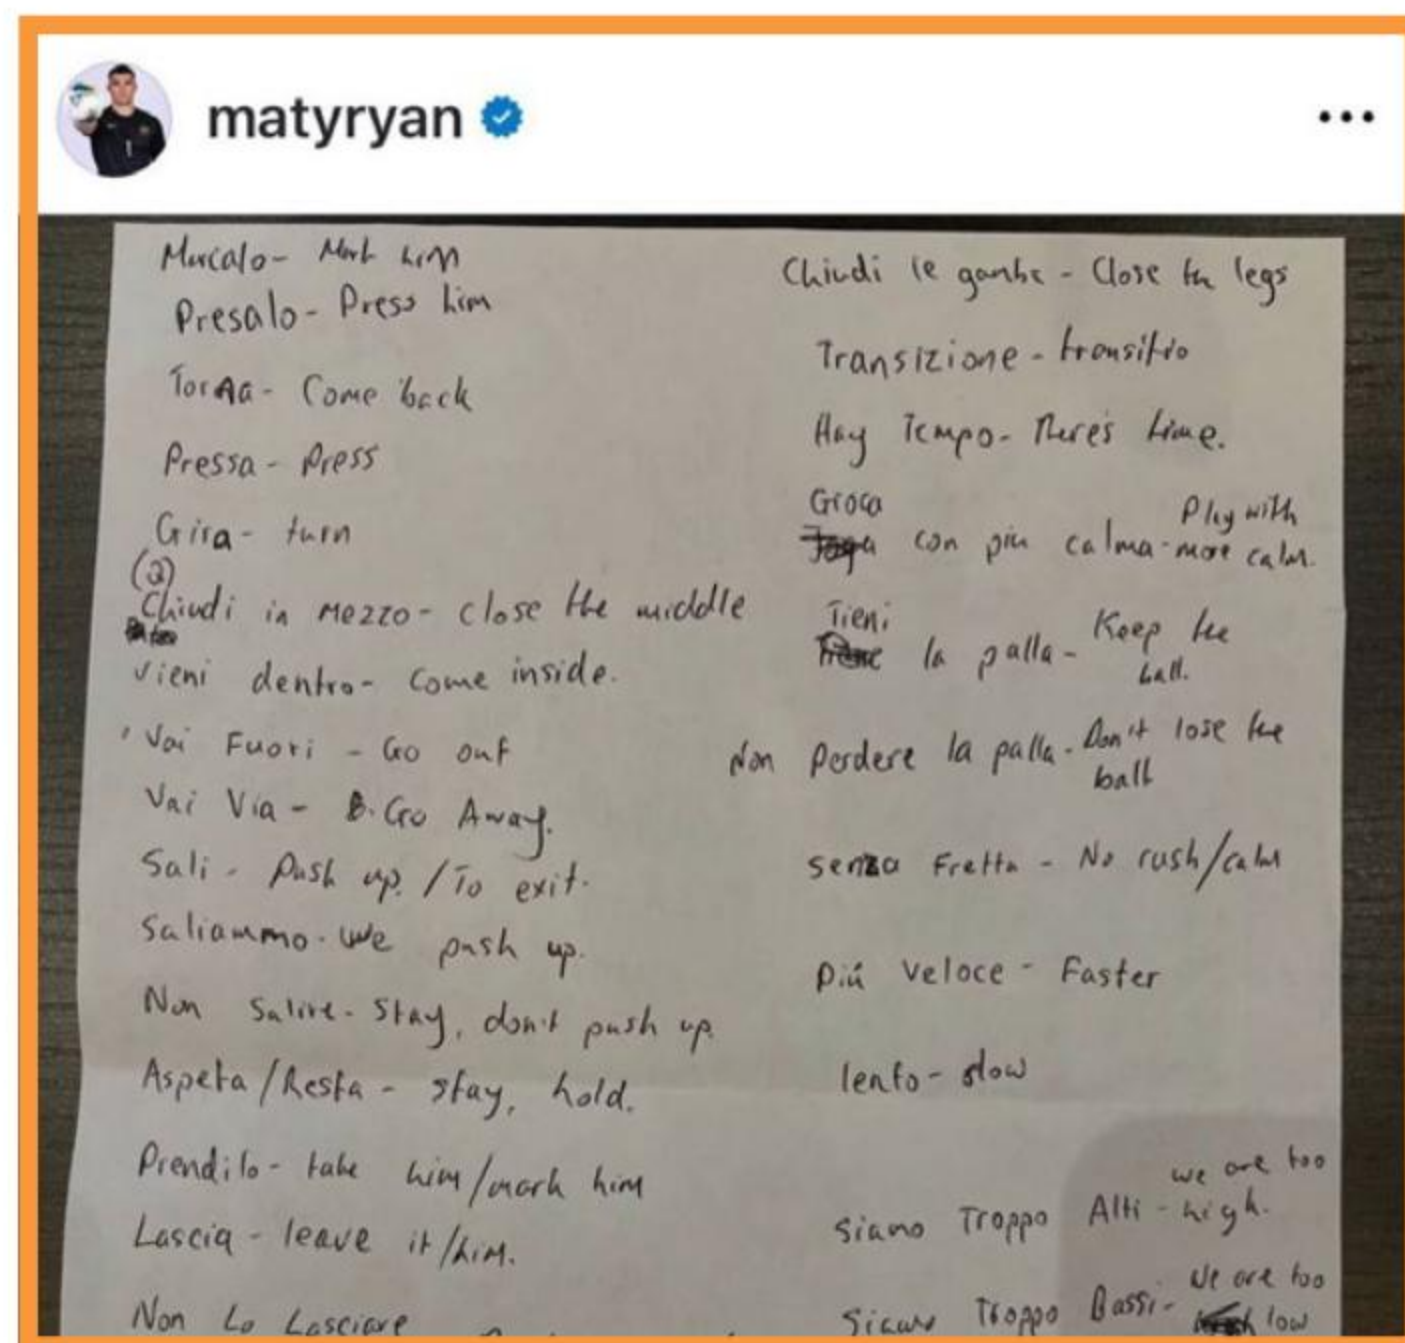 matyryan
Marcalo - Mark him
Presalo - Press him
Torna - Come back
Pressa - Press
Gira - turn
(2)
Chiudi in mezzo - close the middle
Vieni dentro - come inside.
Vai Fuori - Go out
Vai Via - B. Go Away.
Sali - Push up. / To exit.
Saliammo - We push up.
Non Salire - Stay, don't push up.
Aspeta / Resta - stay, hold.
Prendilo - take him / mark him
Lascia - leave it / him.
Non Lo Lasciare
Chiudi le gambe - Close the legs
Transizione - transitio
Hay Tempo - There's time.
Groca Play with
con piu calma - more calm.
Tieni Keep the
la palla - ball.
Non Perdere la palla - Don't lose the
ball
Senza Fretta - No rush/calm
Piú Veloce - Faster
lento - slow
we are too
Siamo Troppo Alti - high.
We are too
Siamo Troppo Bassi - low